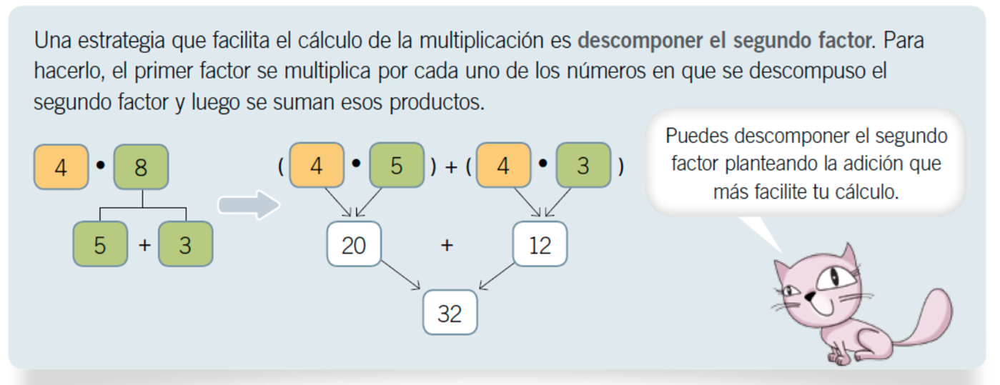 Una estrategia que facilita el cálculo de la multiplicación es descomponer el segundo factor. Para
hacerlo, el primer factor se multiplica por cada uno de los números en que se descompuso el
segundo factor y luego se suman esos productos.
Puedes descomponer el segundo
factor planteando la adición que
más facilite tu cálculo.
4 • 8
( 4 • 5 ) + ( 4 • 3 )
5 + 3
20 + 12
32